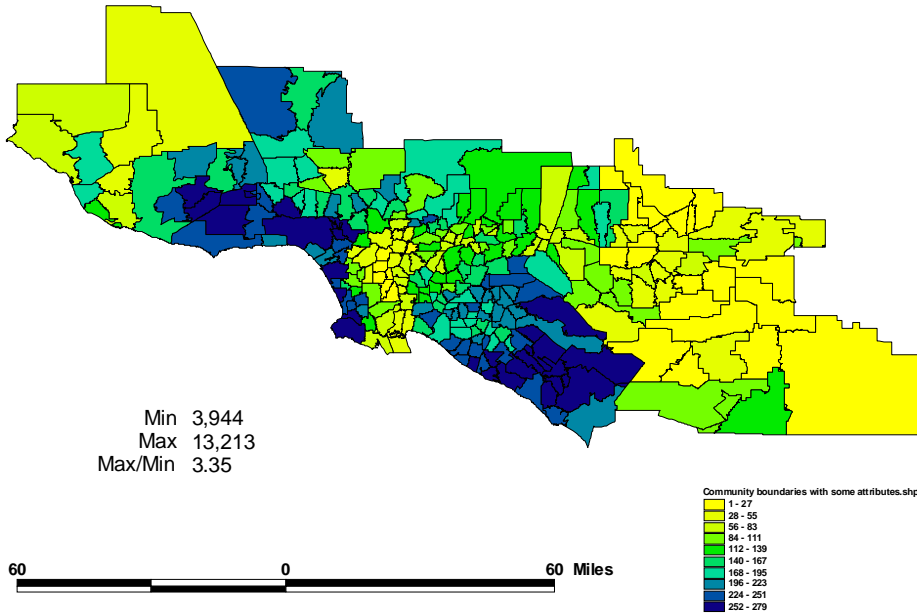 Min 3,944
Max 13,213
Max/Min 3.35
Community boundaries with some attributes.shp
1 - 27
28 - 55
56 - 83
84 - 111
112 - 139
140 - 167
168 - 195
196 - 223
224 - 251
252 - 279
60 0 60 Miles